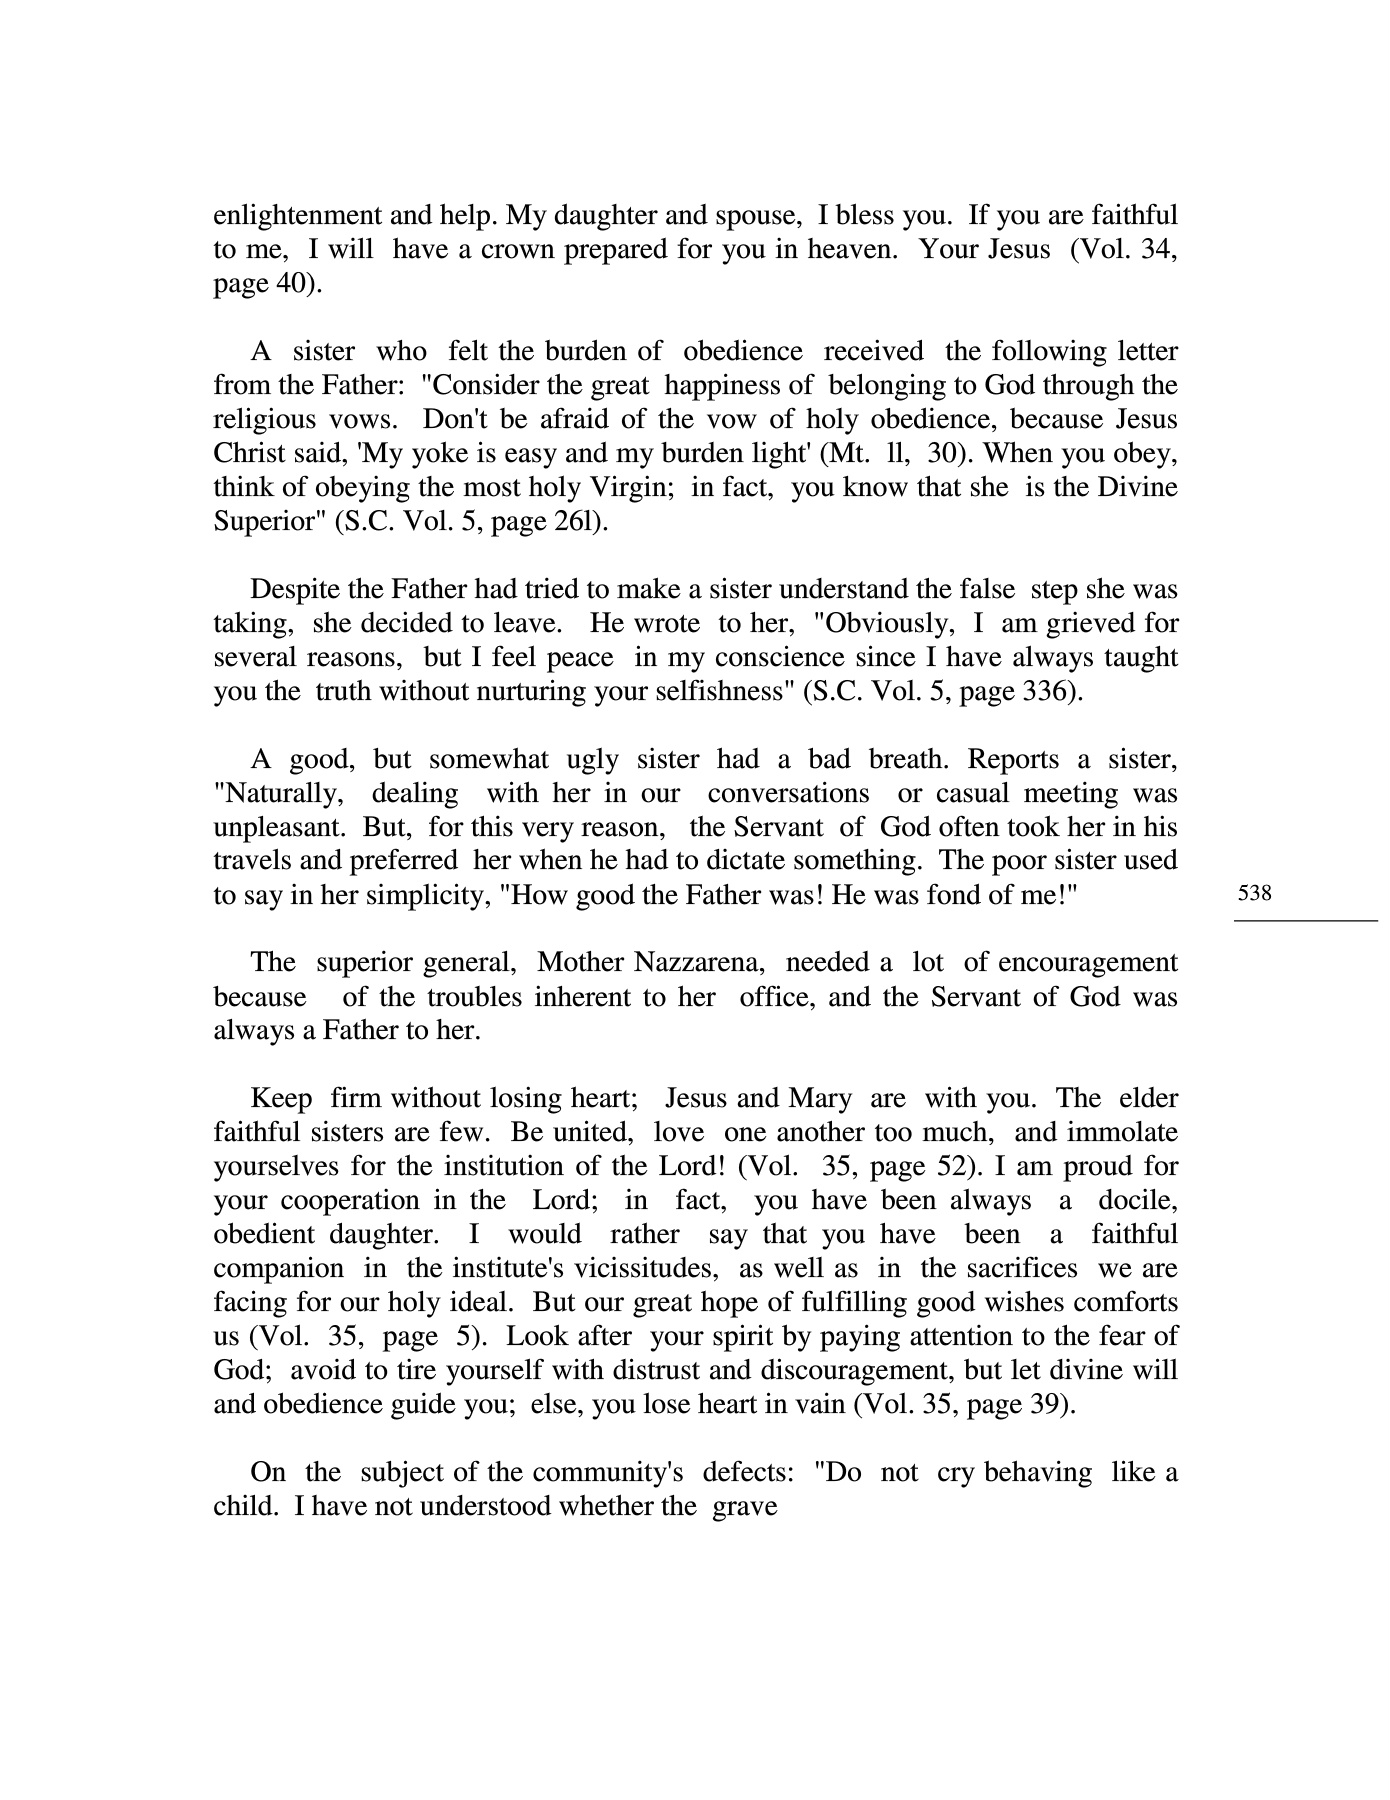 enlightenment and help. My daughter and spouse, I bless you. If you are faithful
to me, I will have a crown prepared for you in heaven. Your Jesus (Vol. 34,
page 40).
A sister who felt the burden of obedience received the following letter
from the Father: "Consider the great happiness of belonging to God through the
religious vows. Don't be afraid of the vow of holy obedience, because Jesus
Christ said, 'My yoke is easy and my burden light' (Mt. ll, 30). When you obey,
think of obeying the most holy Virgin; in fact, you know that she is the Divine
Superior" (S.C. Vol. 5, page 26l).
Despite the Father had tried to make a sister understand the false step she was
taking, she decided to leave. He wrote to her, "Obviously, I am grieved for
several reasons, but I feel peace in my conscience since I have always taught
you the truth without nurturing your selfishness" (S.C. Vol. 5, page 336).
A good, but somewhat ugly sister had a bad breath. Reports a sister,
"Naturally, dealing with her in our conversations or casual meeting was
unpleasant. But, for this very reason, the Servant of God often took her in his
travels and preferred her when he had to dictate something. The poor sister used
to say in her simplicity, "How good the Father was! He was fond of me!"
538
The superior general, Mother Nazzarena, needed a lot of encouragement
because of the troubles inherent to her office, and the Servant of God was
always a Father to her.
Keep firm without losing heart; Jesus and Mary are with you. The elder
faithful sisters are few. Be united, love one another too much, and immolate
yourselves for the institution of the Lord! (Vol. 35, page 52). I am proud for
your cooperation in the Lord; in fact, you have been always a docile,
obedient daughter. I would rather say that you have been a faithful
companion in the institute's vicissitudes, as well as in the sacrifices we are
facing for our holy ideal. But our great hope of fulfilling good wishes comforts
us (Vol. 35, page 5). Look after your spirit by paying attention to the fear of
God; avoid to tire yourself with distrust and discouragement, but let divine will
and obedience guide you; else, you lose heart in vain (Vol. 35, page 39).
On the subject of the community's defects: "Do not cry behaving like a
child. I have not understood whether the grave